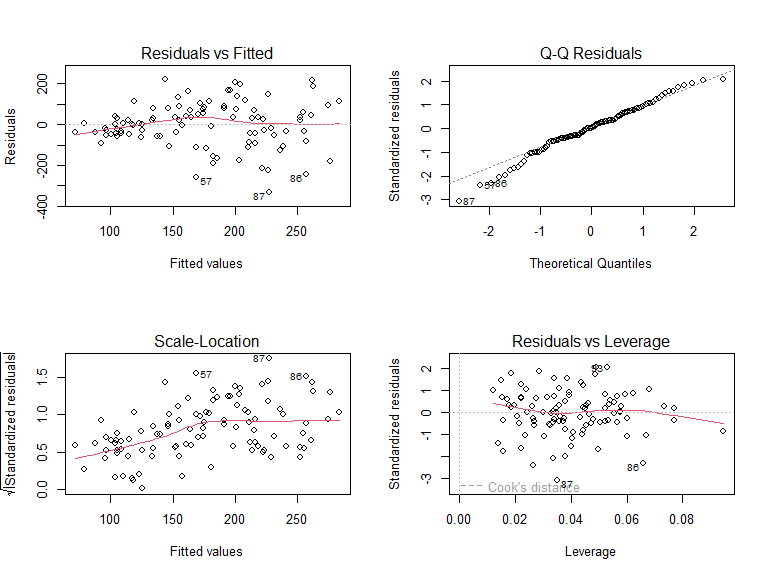 Residuals vs Fitted
Residuals
-400 -200 0 200
57
87
86
100 150 200 250
Fitted values
Q-Q Residuals
Standardized residuals
-3 -2 -1 0 1 2
57
86
87
-2 -1 0 1 2
Theoretical Quantiles
Scale-Location
√|Standardized residuals|
0.0 0.5 1.0 1.5
87
57
86
100 150 200 250
Fitted values
Residuals vs Leverage
Standardized residuals
-3 -1 0 1 2
86
87
Cook's distance
0.00 0.02 0.04 0.06 0.08
Leverage